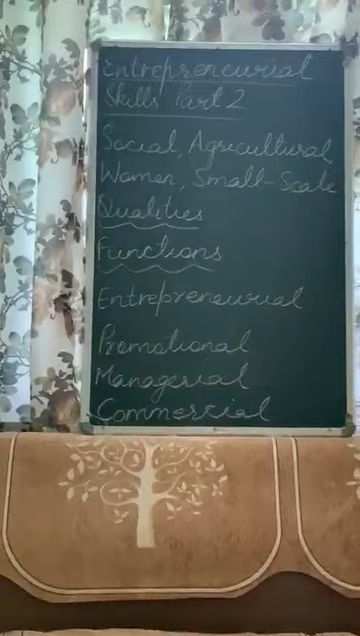 Entrepreneurial
Skills Part 2
Social, Agricultural,
Women, Small-Scale
Qualities
Functions
Entrepreneurial
Promotional
Managerial
Commercial